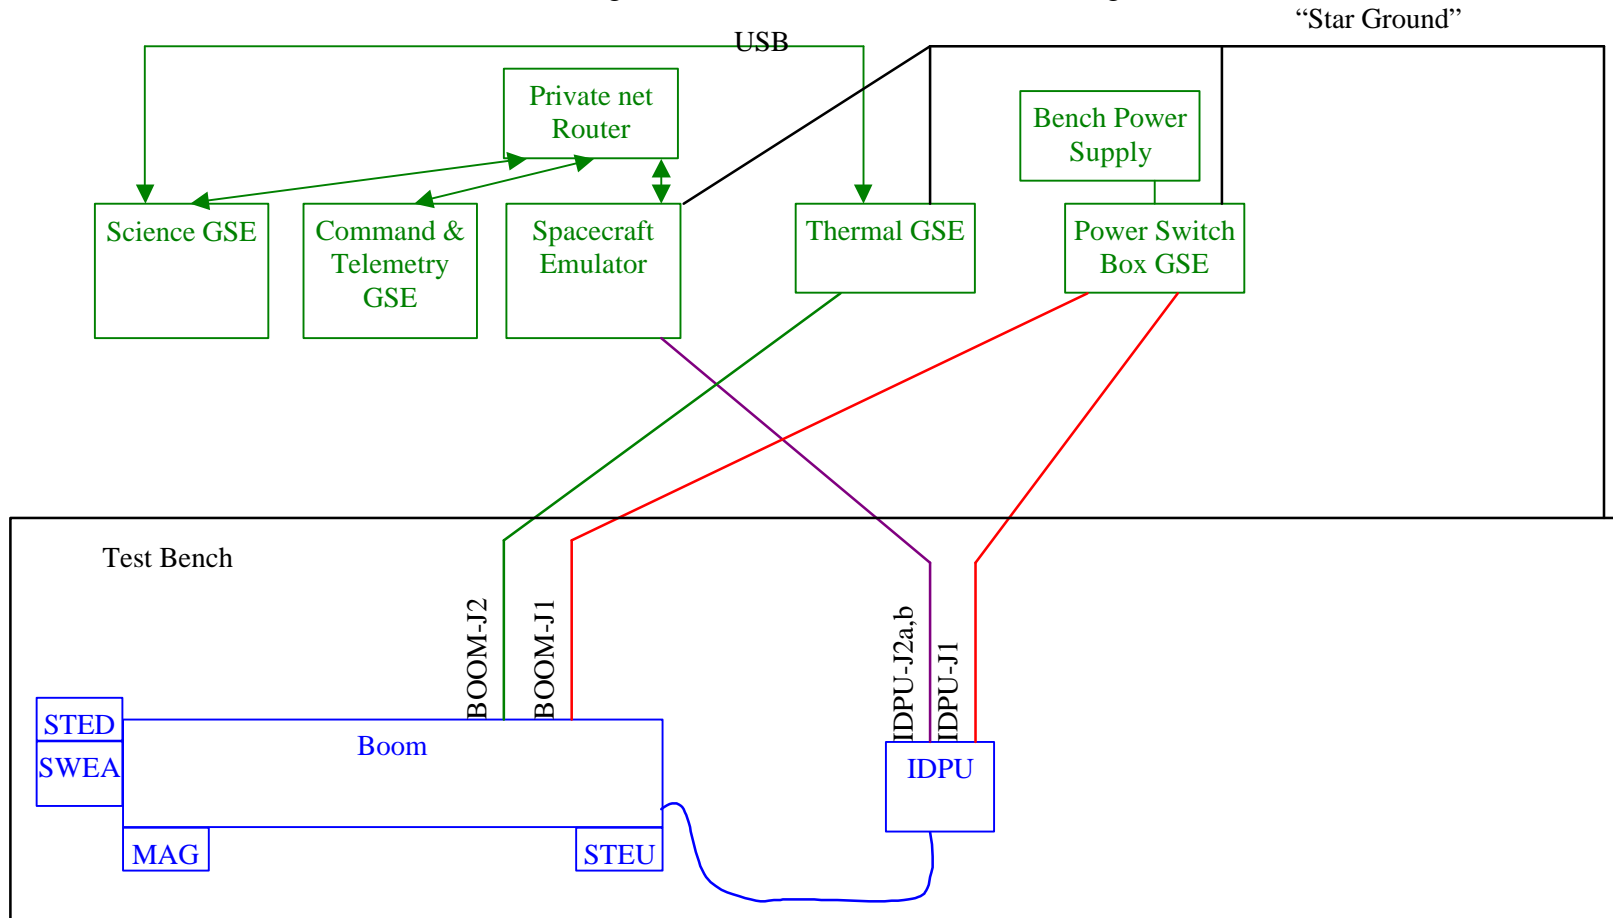 “Star Ground”
USB
Private net
Router
Bench Power
Supply
Science GSE
Command &
Telemetry
GSE
Spacecraft
Emulator
Thermal GSE
Power Switch
Box GSE
Test Bench
BOOM-J2
BOOM-J1
IDPU-J2a,b
IDPU-J1
STED
SWEA
Boom
IDPU
MAG
STEU